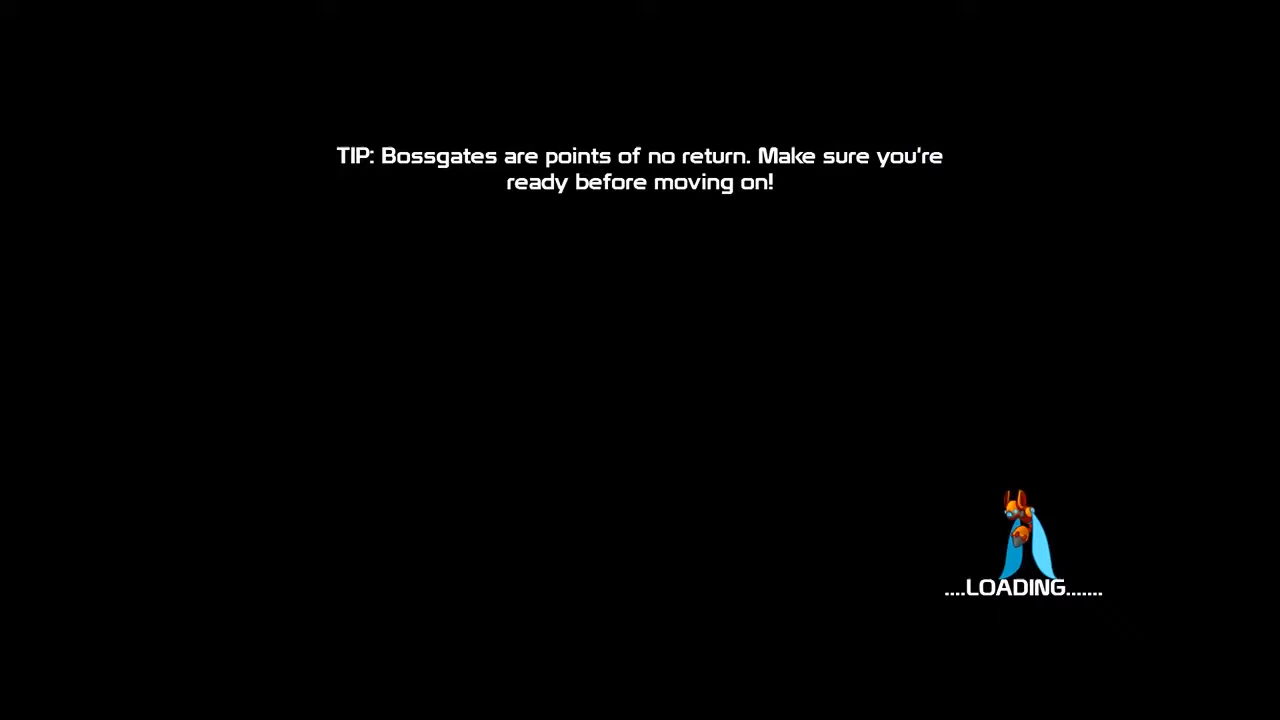 TIP: Bossgates are points of no return. Make sure you're
ready before moving on!
....LOADING.......